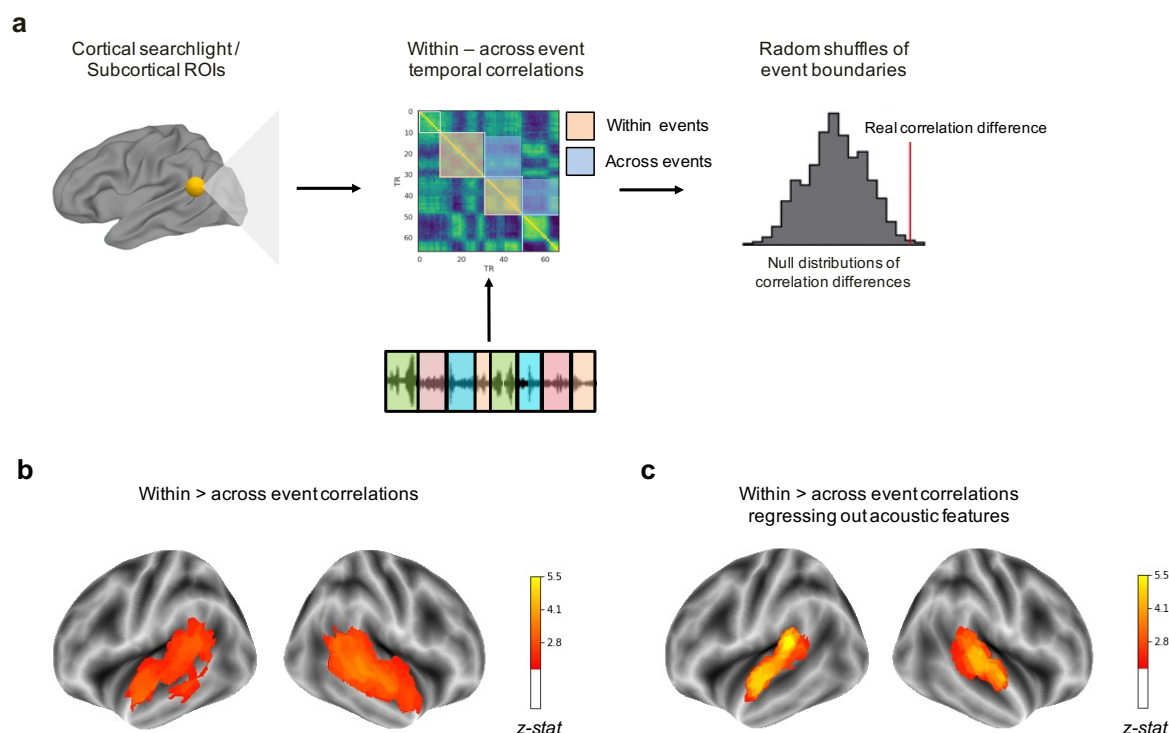 a
Cortical searchlight/
Subcortical ROIs
Within – across event
temporal correlations
Radom shuffles of
event boundaries
0
10
20
30
40
50
60
TR
0
20
40
60
TR
Within events
Across events
Real correlation difference
Null distributions of
correlation differences
b
Within > across event correlations
5.5
4.1
2.8
z-stat
c
Within > across event correlations
regressing out acoustic features
5.5
4.1
2.8
z-stat